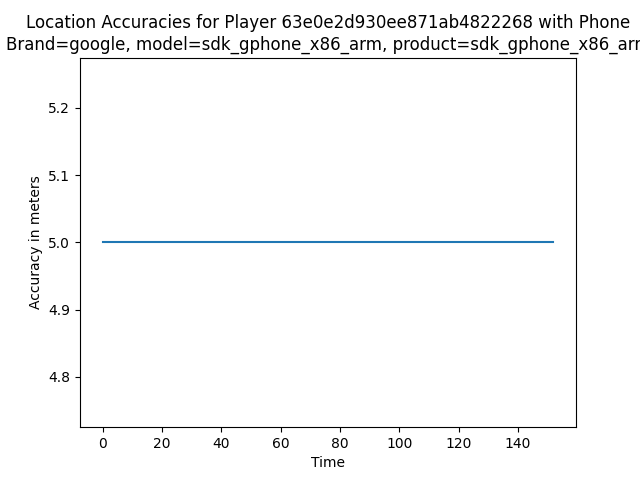 Location Accuracies for Player 63e0e2d930ee871ab4822268 with Phone
Brand=google, model=sdk_gphone_x86_arm, product=sdk_gphone_x86_arm
5.2
5.1
5.0
4.9
4.8
Accuracy in meters
0 20 40 60 80 100 120 140
Time